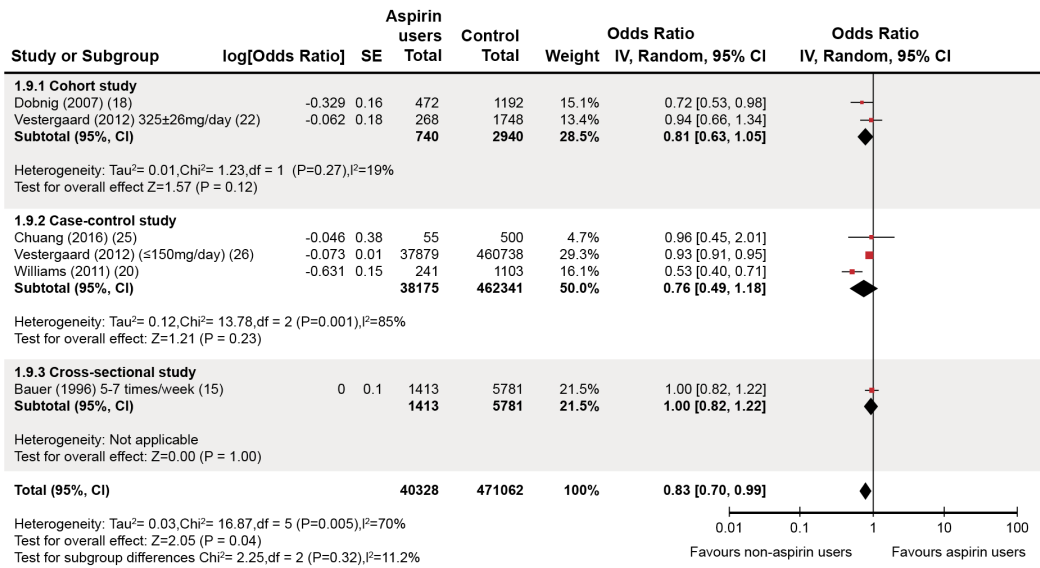 Aspirin
users Control Odds Ratio Odds Ratio
Study or Subgroup log[Odds Ratio] SE Total Total Weight IV, Random, 95% CI IV, Random, 95% CI
1.9.1 Cohort study
Dobnig (2007) (18) -0.329 0.16 472 1192 15.1% 0.72 [0.53, 0.98]
Vestergaard (2012) 325±26mg/day (22) -0.062 0.18 268 1748 13.4% 0.94 [0.66, 1.34]
Subtotal (95%, CI) 740 2940 28.5% 0.81 [0.63, 1.05]
Heterogeneity: Tau²= 0.01,Chi²= 1.23,df = 1 (P=0.27),I²=19%
Test for overall effect Z=1.57 (P = 0.12)
1.9.2 Case-control study
Chuang (2016) (25) -0.046 0.38 55 500 4.7% 0.96 [0.45, 2.01]
Vestergaard (2012) (≤150mg/day) (26) -0.073 0.01 37879 460738 29.3% 0.93 [0.91, 0.95]
Williams (2011) (20) -0.631 0.15 241 1103 16.1% 0.53 [0.40, 0.71]
Subtotal (95%, CI) 38175 462341 50.0% 0.76 [0.49, 1.18]
Heterogeneity: Tau²= 0.12,Chi²= 13.78,df = 2 (P=0.001),I²=85%
Test for overall effect: Z=1.21 (P = 0.23)
1.9.3 Cross-sectional study
Bauer (1996) 5-7 times/week (15) 0 0.1 1413 5781 21.5% 1.00 [0.82, 1.22]
Subtotal (95%, CI) 1413 5781 21.5% 1.00 [0.82, 1.22]
Heterogeneity: Not applicable
Test for overall effect: Z=0.00 (P = 1.00)
Total (95%, CI) 40328 471062 100% 0.83 [0.70, 0.99]
Heterogeneity: Tau²= 0.03,Chi²= 16.87,df = 5 (P=0.005),I²=70%
Test for overall effect: Z=2.05 (P = 0.04)
Test for subgroup differences Chi²= 2.25,df = 2 (P=0.32),I²=11.2%
0.01 0.1 1 10 100
Favours non-aspirin users Favours aspirin users